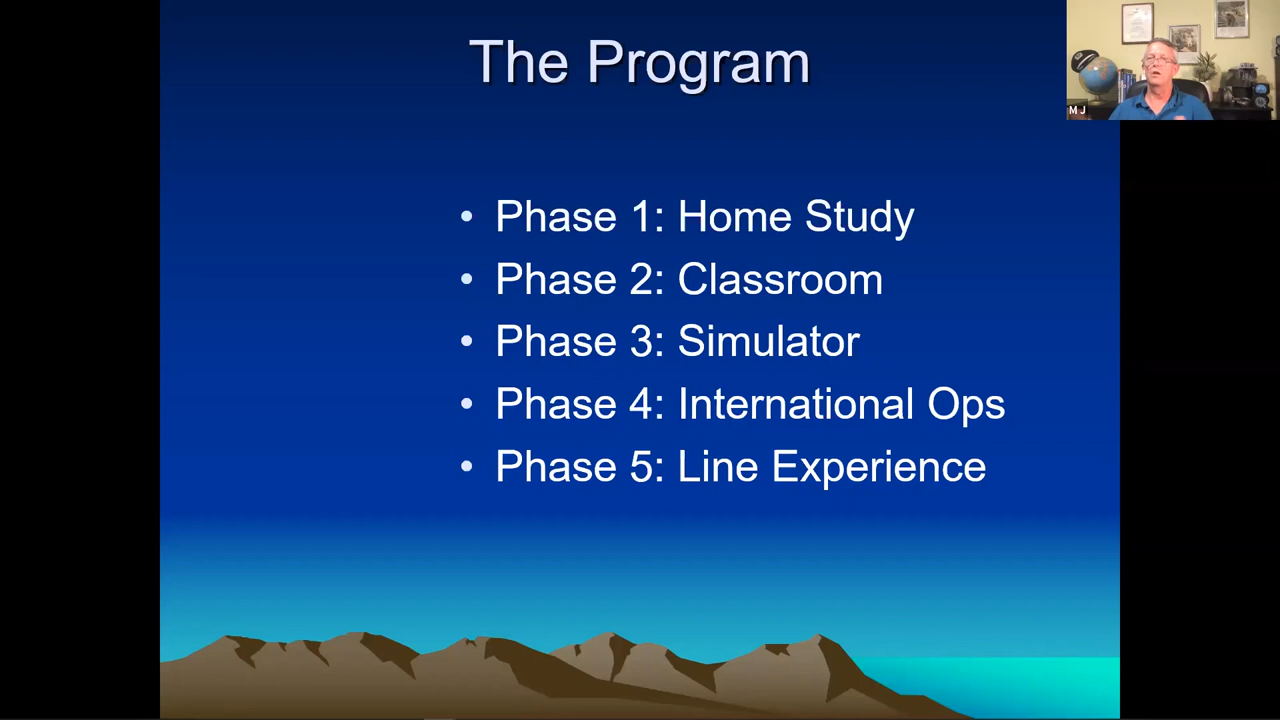 The Program
M J
• Phase 1: Home Study
• Phase 2: Classroom
• Phase 3: Simulator
• Phase 4: International Ops
• Phase 5: Line Experience